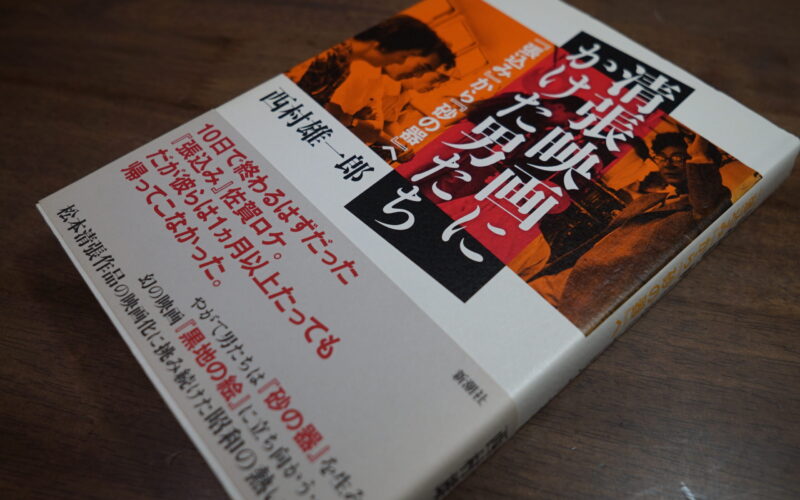 清張映画に
かけた男たち
『張込み』から『砂の器』へ
西村雄一郎
10日で終わるはずだった
『張込み』佐賀ロケ。
だが彼らは1ヵ月以上たっても
帰ってこなかった。
やがて男たちは『砂の器』を生み
幻の映画『黒地の絵』に立ち向かう
松本清張作品の映画化に挑み続けた昭和の熱い
新潮社